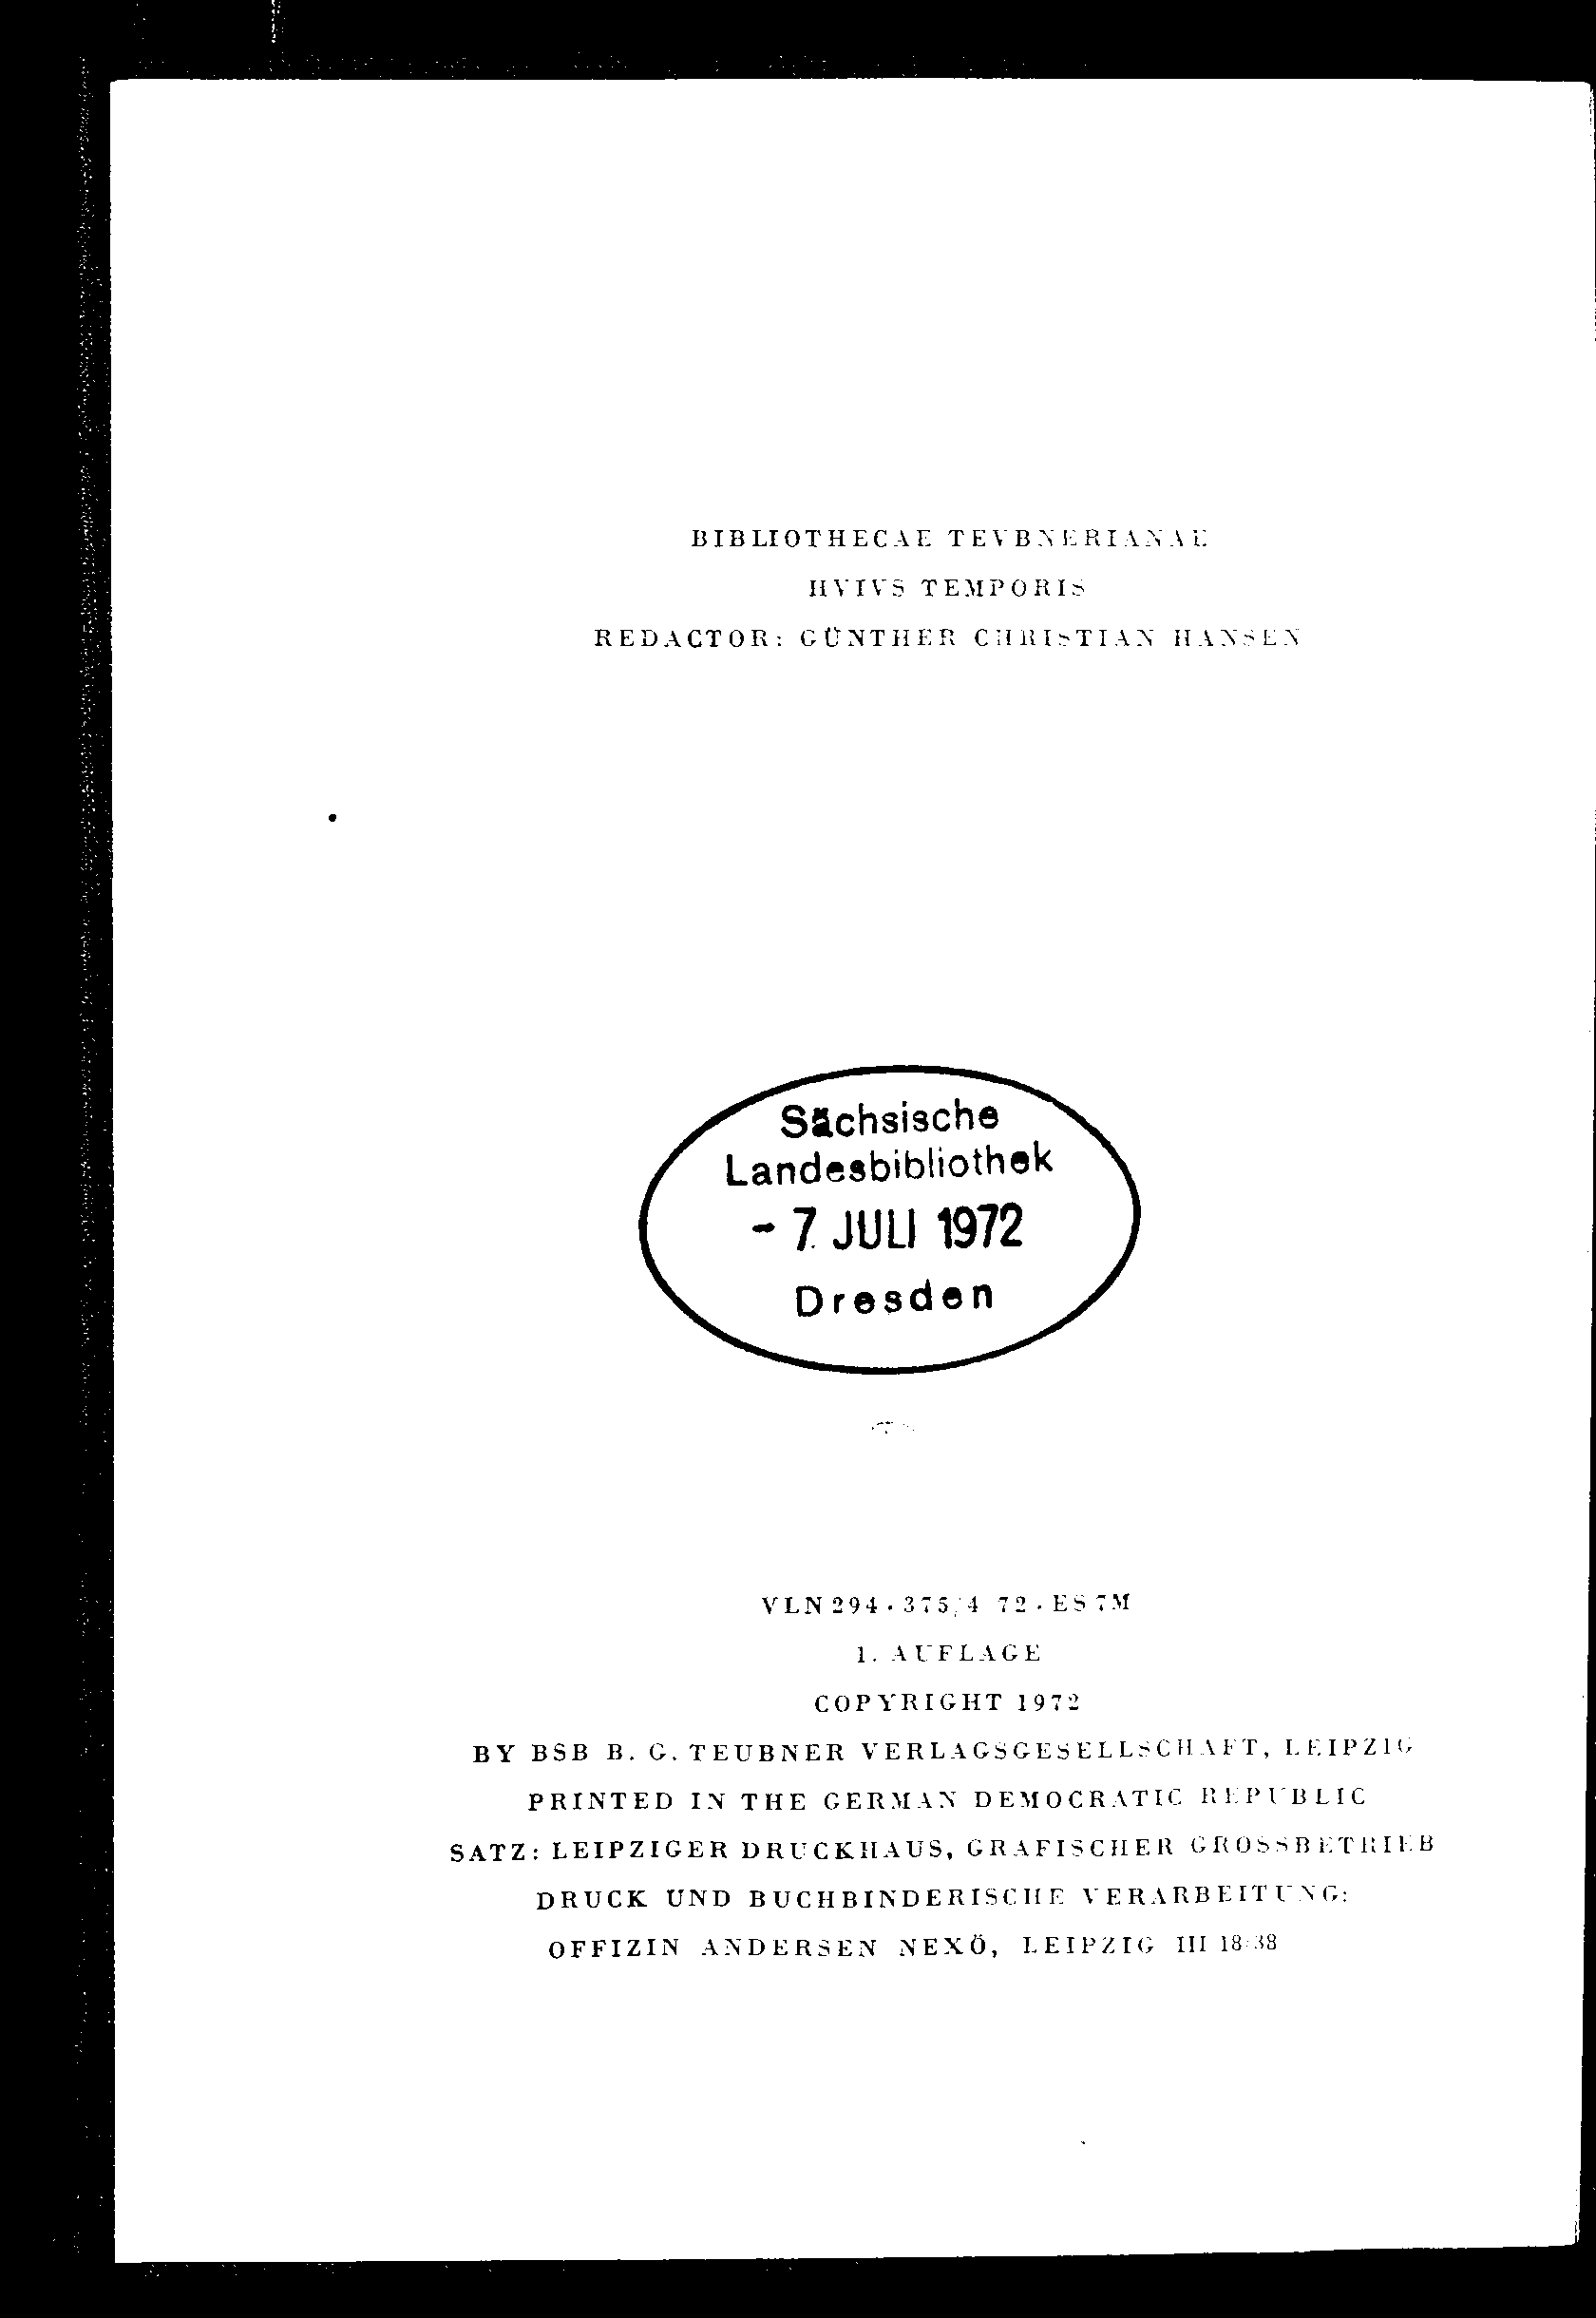 BIBLIOTHECAE TEVBNERIANAE
HVIVS TEMPORIS
REDACTOR: GÜNTHER CHRISTIAN HANSEN
Sächsische
Landesbibliothek
- 7. JULI 1972
Dresden
VLN 294 · 375/4 72 · ES 7M
1. AUFLAGE
COPYRIGHT 1972
BY BSB B. G. TEUBNER VERLAGSGESELLSCHAFT, LEIPZIG
PRINTED IN THE GERMAN DEMOCRATIC REPUBLIC
SATZ: LEIPZIGER DRUCKHAUS, GRAFISCHER GROSSBETRIEB
DRUCK UND BUCHBINDERISCHE VERARBEITUNG:
OFFIZIN ANDERSEN NEXÖ, LEIPZIG III 18/38